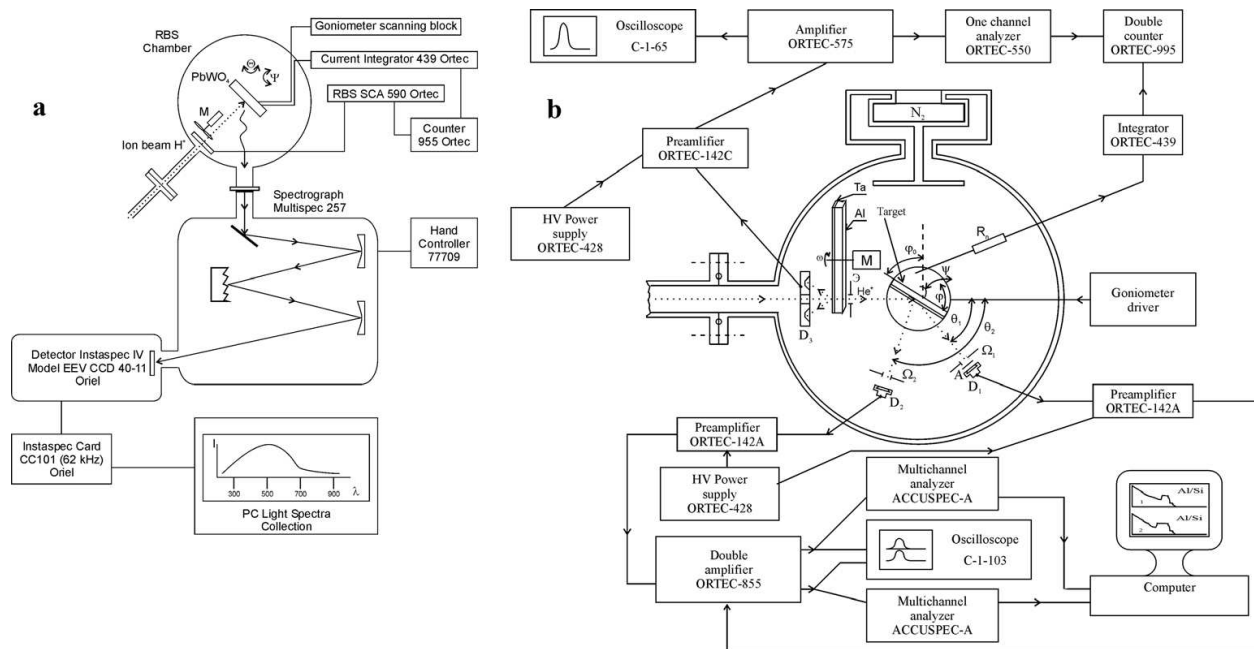 a
RBS
Chamber
PbWO₄
Θ
Ψ
M
Ion beam H⁺
Goniometer scanning block
Current Integrator 439 Ortec
RBS SCA 590 Ortec
Counter
955 Ortec
Spectrograph
Multispec 257
Hand
Controller
77709
Detector Instaspec IV
Model EEV CCD 40-11
Oriel
Instaspec Card
CC101 (62 kHz)
Oriel
I
300 500 700 900 λ
PC Light Spectra
Collection
b
Oscilloscope
C-1-65
Amplifier
ORTEC-575
One channel
analyzer
ORTEC-550
Double
counter
ORTEC-995
Preamlifier
ORTEC-142C
N₂
Integrator
ORTEC-439
HV Power
supply
ORTEC-428
Ta
Al
Target
φ₀
ω
M
Э
He⁺
Ψ
φ
θ₁
θ₂
D₃
Ω₁
Ω₂
A
D₁
D₂
Goniometer
driver
Preamplifier
ORTEC-142A
Preamplifier
ORTEC-142A
HV Power
supply
ORTEC-428
Multichannel
analyzer
ACCUSPEC-A
Double
amplifier
ORTEC-855
Oscilloscope
C-1-103
Multichannel
analyzer
ACCUSPEC-A
Al/Si
1
Al/Si
2
Computer